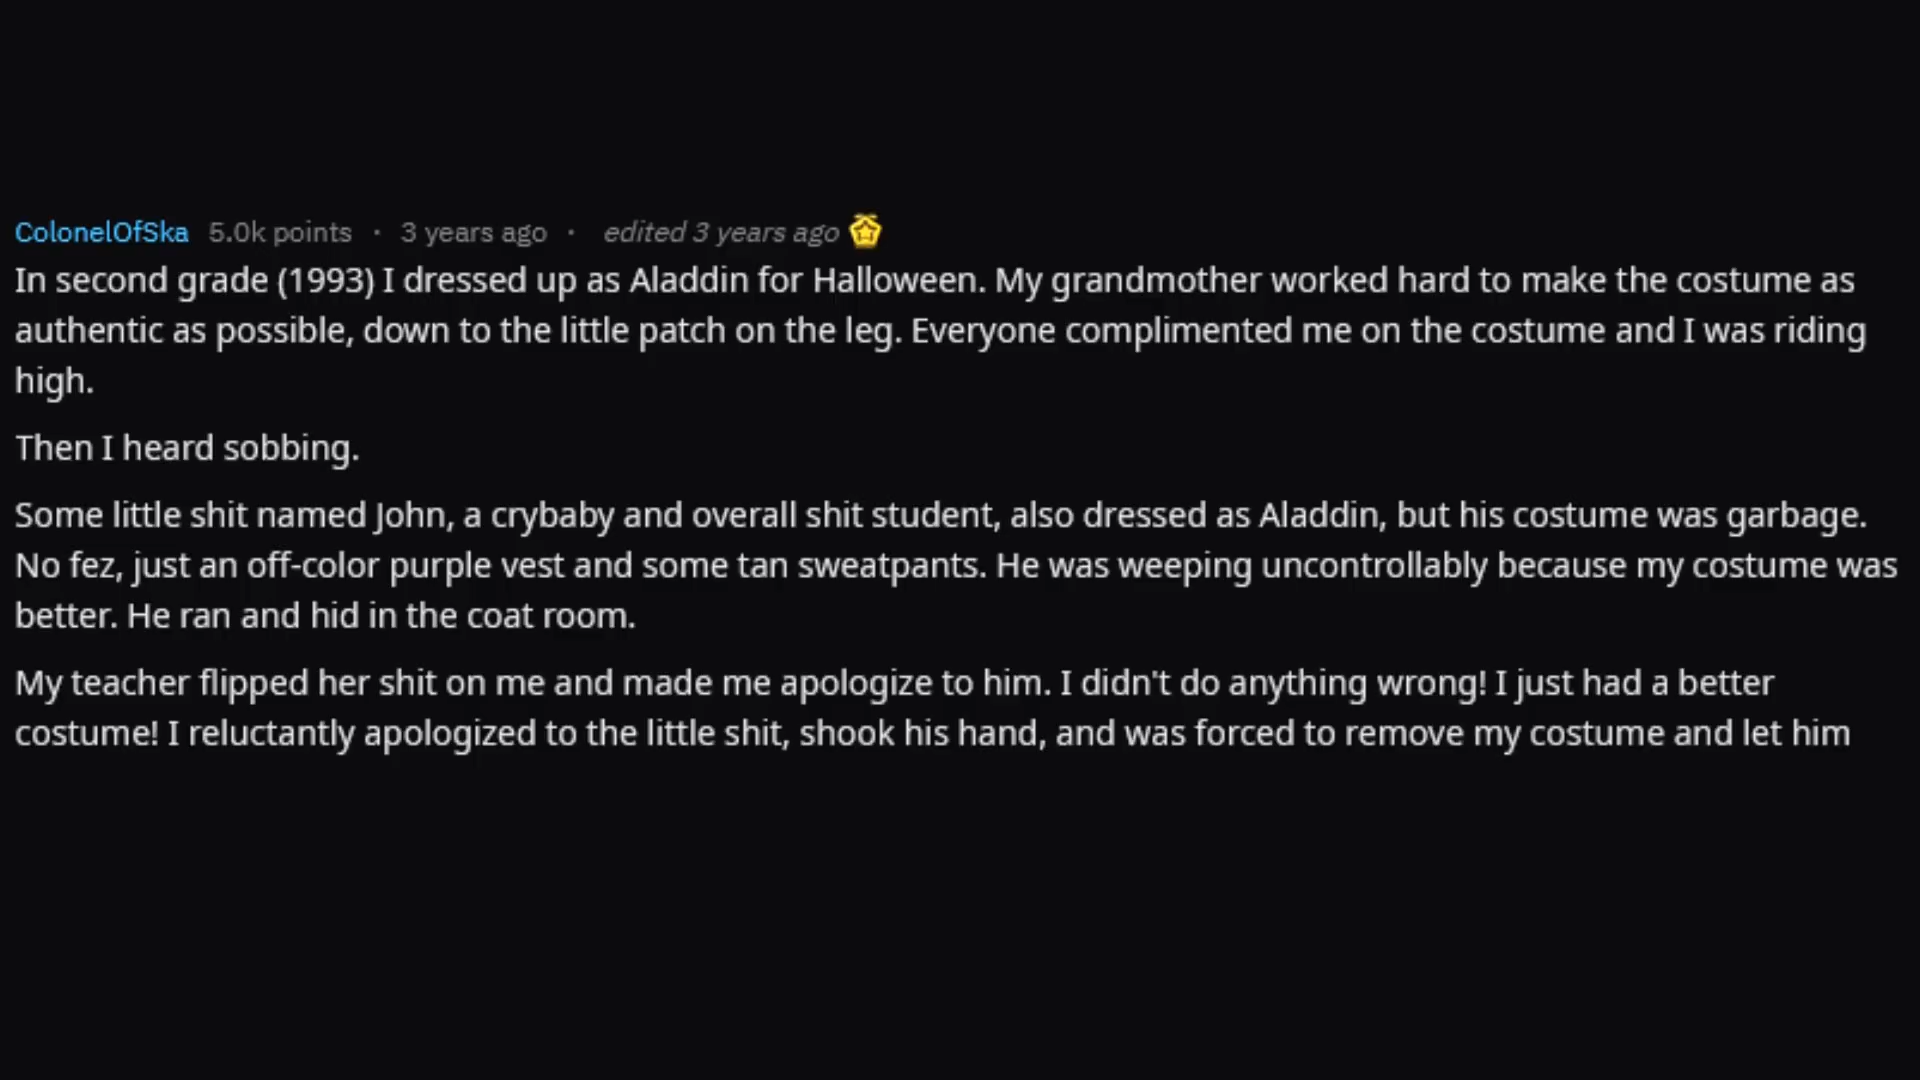 ColonelOfSka 5.0k points · 3 years ago · edited 3 years ago
In second grade (1993) I dressed up as Aladdin for Halloween. My grandmother worked hard to make the costume as
authentic as possible, down to the little patch on the leg. Everyone complimented me on the costume and I was riding
high.
Then I heard sobbing.
Some little shit named John, a crybaby and overall shit student, also dressed as Aladdin, but his costume was garbage.
No fez, just an off-color purple vest and some tan sweatpants. He was weeping uncontrollably because my costume was
better. He ran and hid in the coat room.
My teacher flipped her shit on me and made me apologize to him. I didn't do anything wrong! I just had a better
costume! I reluctantly apologized to the little shit, shook his hand, and was forced to remove my costume and let him